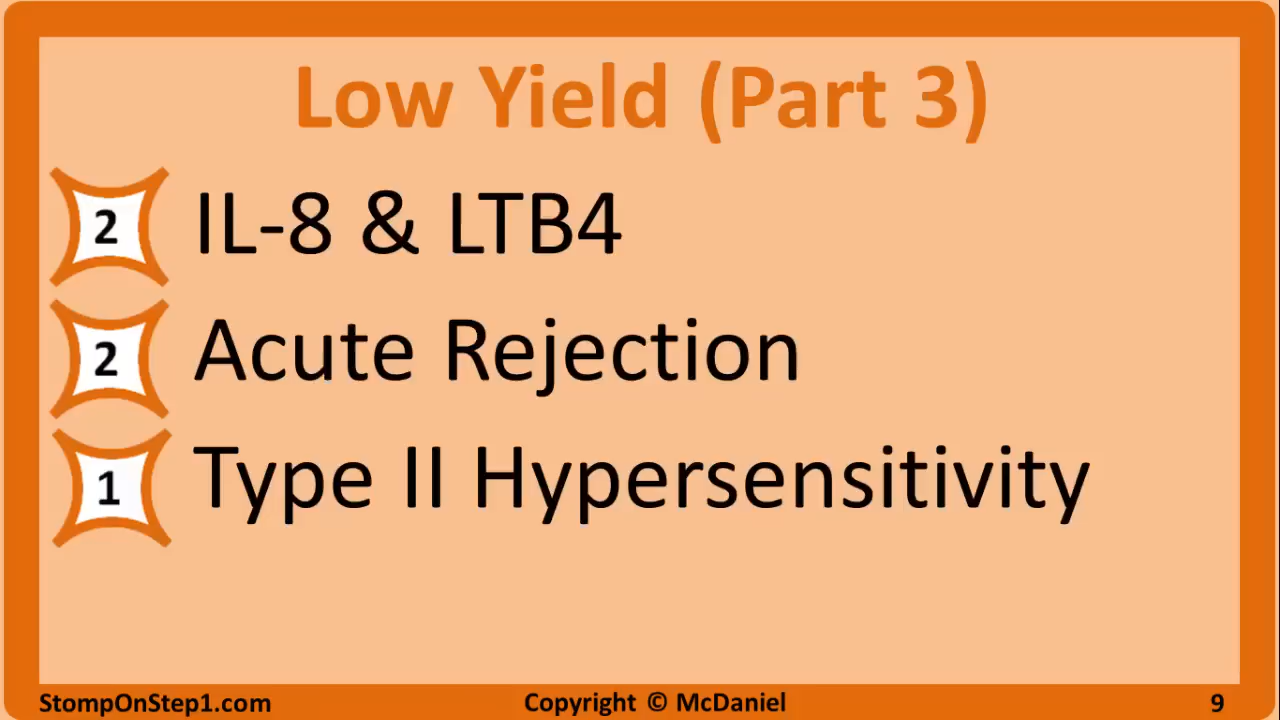 Low Yield (Part 3)
2 IL-8 & LTB4
2 Acute Rejection
1 Type II Hypersensitivity
StompOnStep1.com Copyright © McDaniel 9